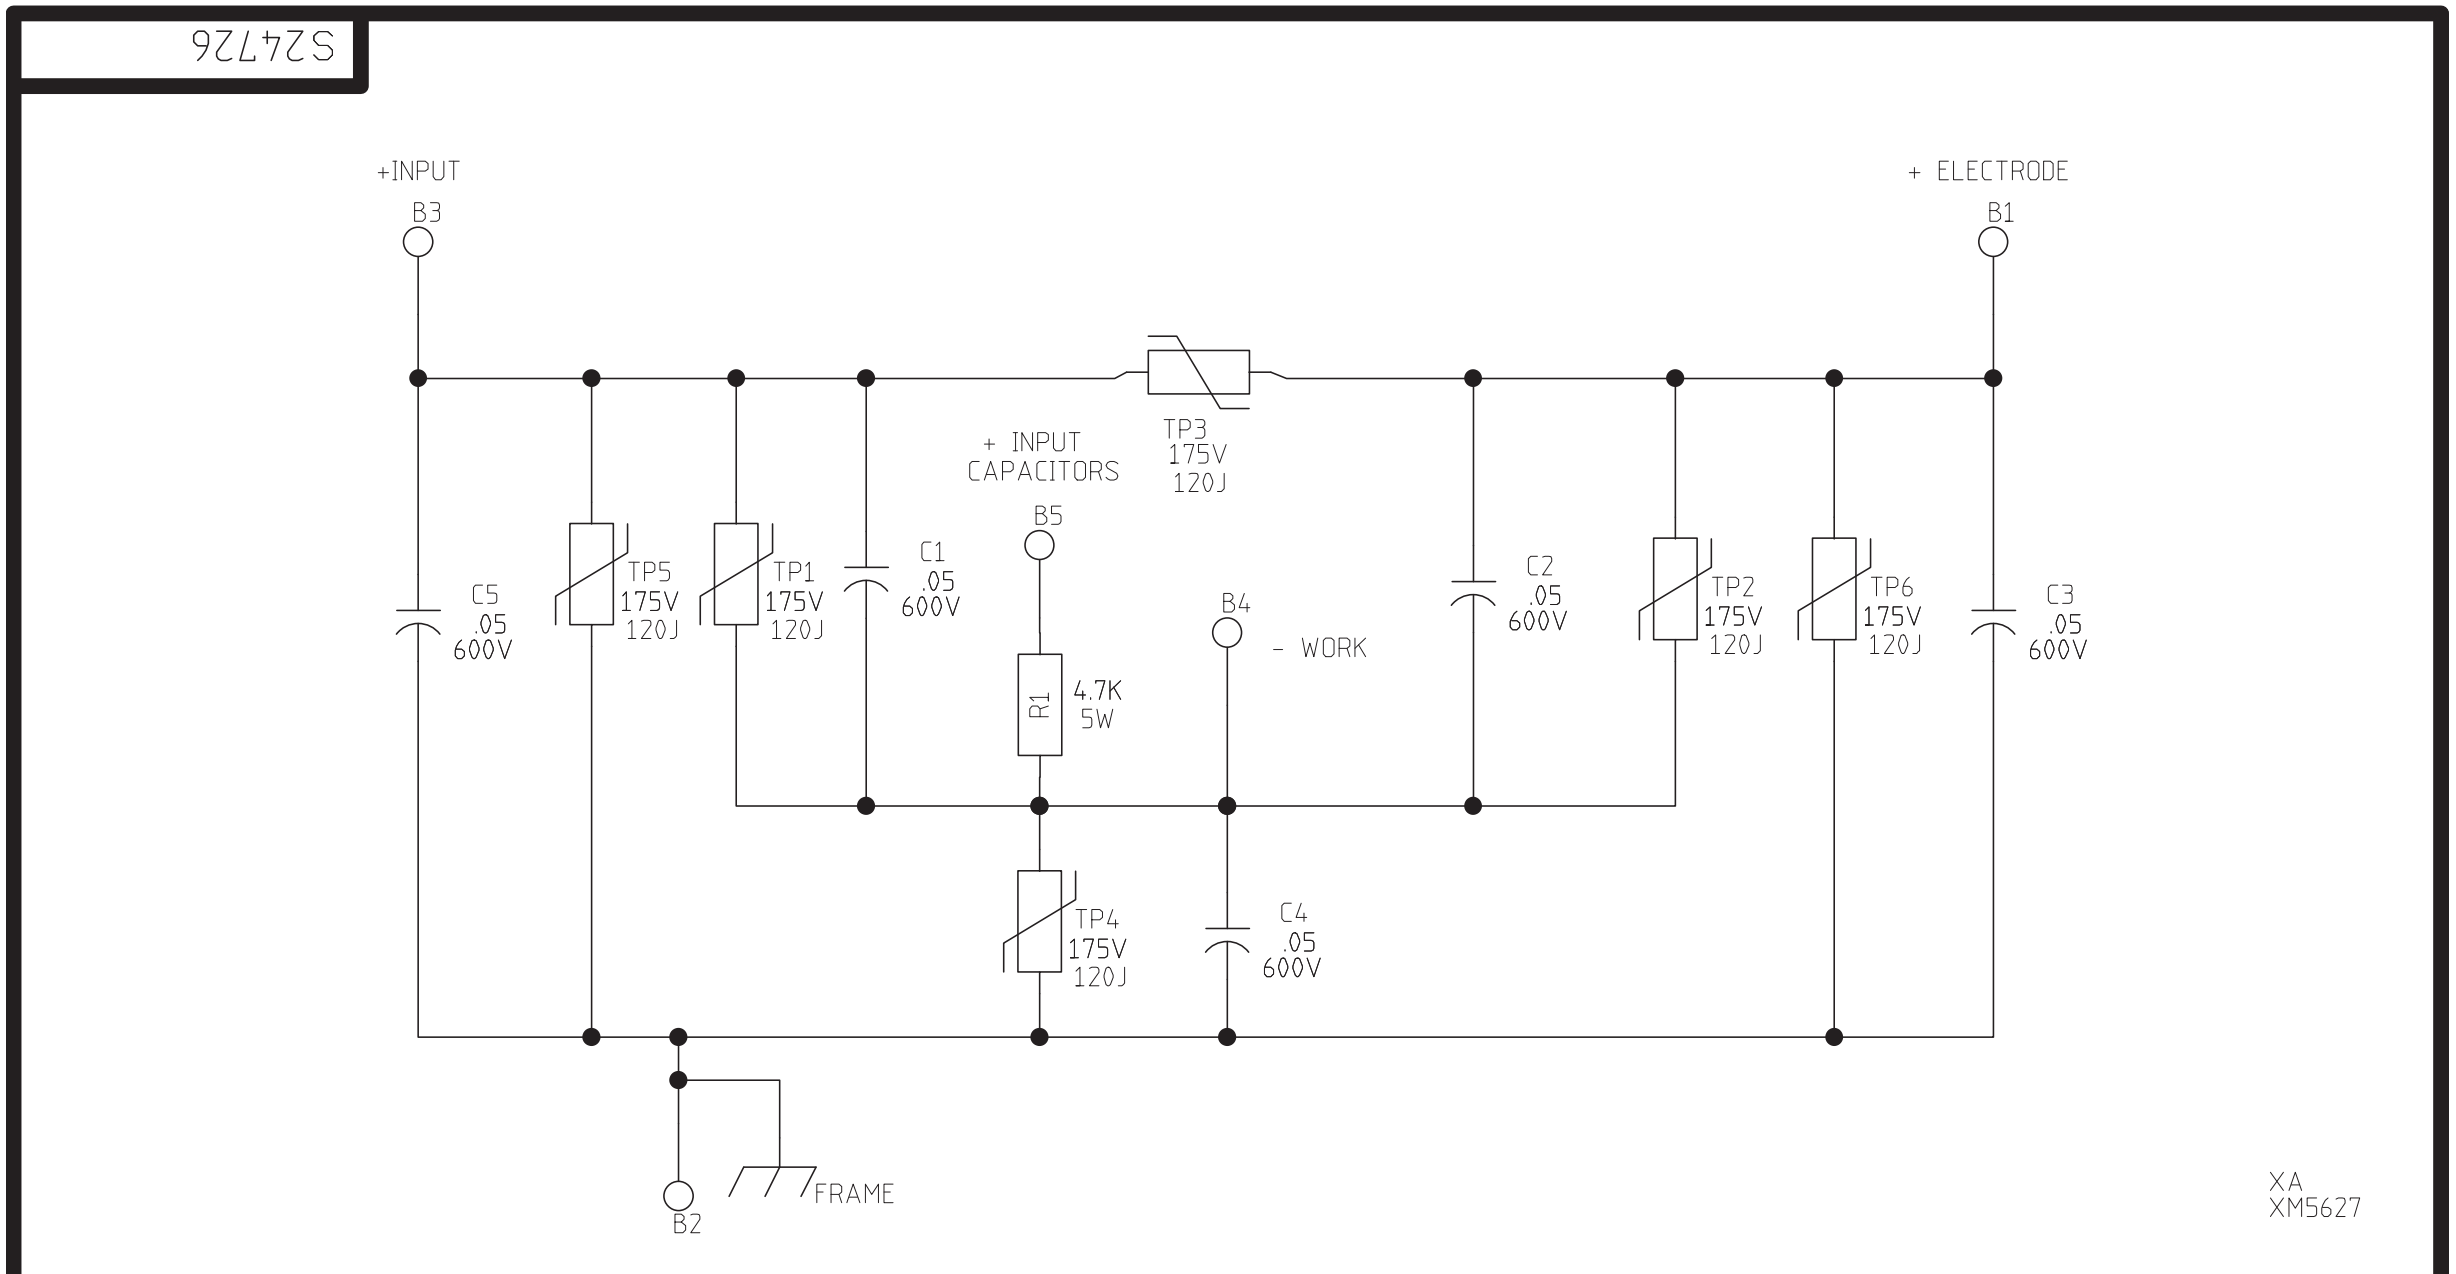 S24726
+INPUT
B3
+ ELECTRODE
B1
TP3
175V
120J
+ INPUT
CAPACITORS
B5
C5
.05
600V
TP5
175V
120J
TP1
175V
120J
C1
.05
600V
R1
4.7K
5W
B4
- WORK
C2
.05
600V
TP2
175V
120J
TP6
175V
120J
C3
.05
600V
TP4
175V
120J
C4
.05
600V
FRAME
B2
XA
XM5627